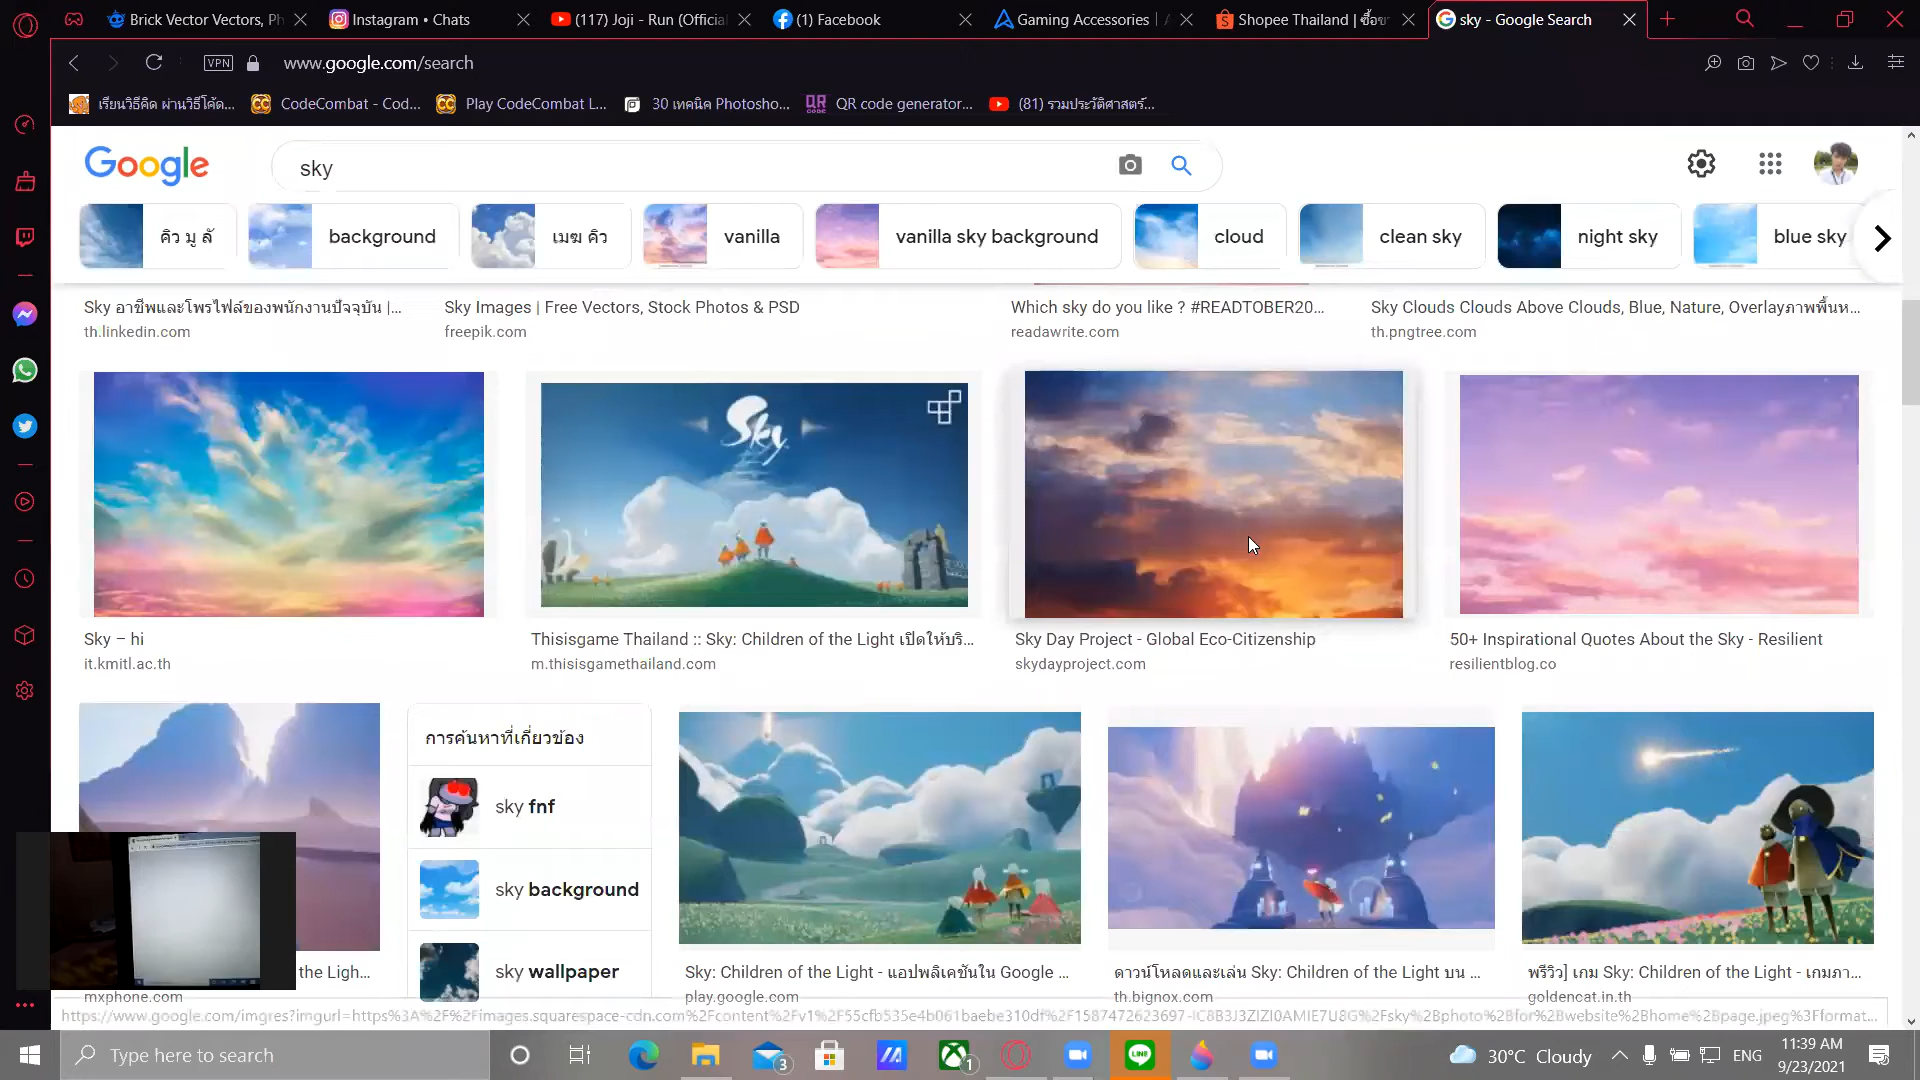 Brick Vector Vectors, Ph
Instagram • Chats
(117) Joji - Run (Official
(1) Facebook
Gaming Accessories | A
Shopee Thailand | ซื้อขา
sky - Google Search
VPN
www.google.com/search
เรียนวิธีคิด ผ่านวิธีโค้ด...
CodeCombat - Cod...
Play CodeCombat L...
30 เทคนิค Photosho...
QR code generator...
(81) รวมประวัติศาสตร์...
Google
sky
คิว มู ลั
background
เมฆ คิว
vanilla
vanilla sky background
cloud
clean sky
night sky
blue sky
Sky อาชีพและโพรไฟล์ของพนักงานปัจจุบัน |...
th.linkedin.com
Sky Images | Free Vectors, Stock Photos & PSD
freepik.com
Which sky do you like ? #READTOBER20...
readawrite.com
Sky Clouds Clouds Above Clouds, Blue, Nature, Overlayภาพพื้นห...
th.pngtree.com
Sky
Sky – hi
it.kmitl.ac.th
Thisisgame Thailand :: Sky: Children of the Light เปิดให้บริ...
m.thisisgamethailand.com
Sky Day Project - Global Eco-Citizenship
skydayproject.com
50+ Inspirational Quotes About the Sky - Resilient
resilientblog.co
การค้นหาที่เกี่ยวข้อง
sky fnf
sky background
sky wallpaper
the Ligh...
mxphone.com
Sky: Children of the Light - แอปพลิเคชันใน Google ...
play.google.com
ดาวน์โหลดและเล่น Sky: Children of the Light บน ...
th.bignox.com
พรีวิว] เกม Sky: Children of the Light - เกมภา...
goldencat.in.th
Type here to search
3
1
30°C Cloudy
ENG
11:39 AM
9/23/2021